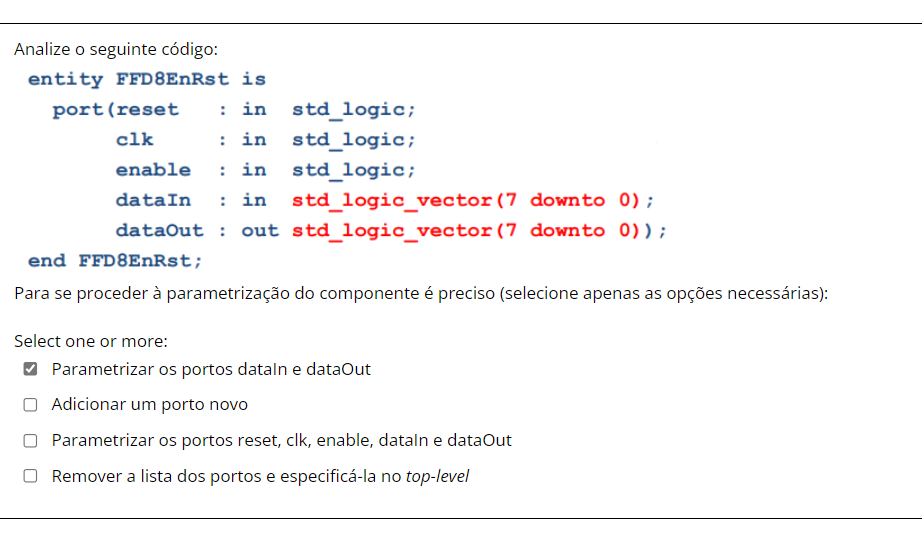 Analize o seguinte código:
entity FFD8EnRst is
port(reset : in std_logic;
clk : in std_logic;
enable : in std_logic;
dataIn : in std_logic_vector(7 downto 0);
dataOut : out std_logic_vector(7 downto 0));
end FFD8EnRst;
Para se proceder à parametrização do componente é preciso (selecione apenas as opções necessárias):
Select one or more:
Parametrizar os portos dataIn e dataOut
Adicionar um porto novo
Parametrizar os portos reset, clk, enable, dataIn e dataOut
Remover a lista dos portos e especificá-la no top-level